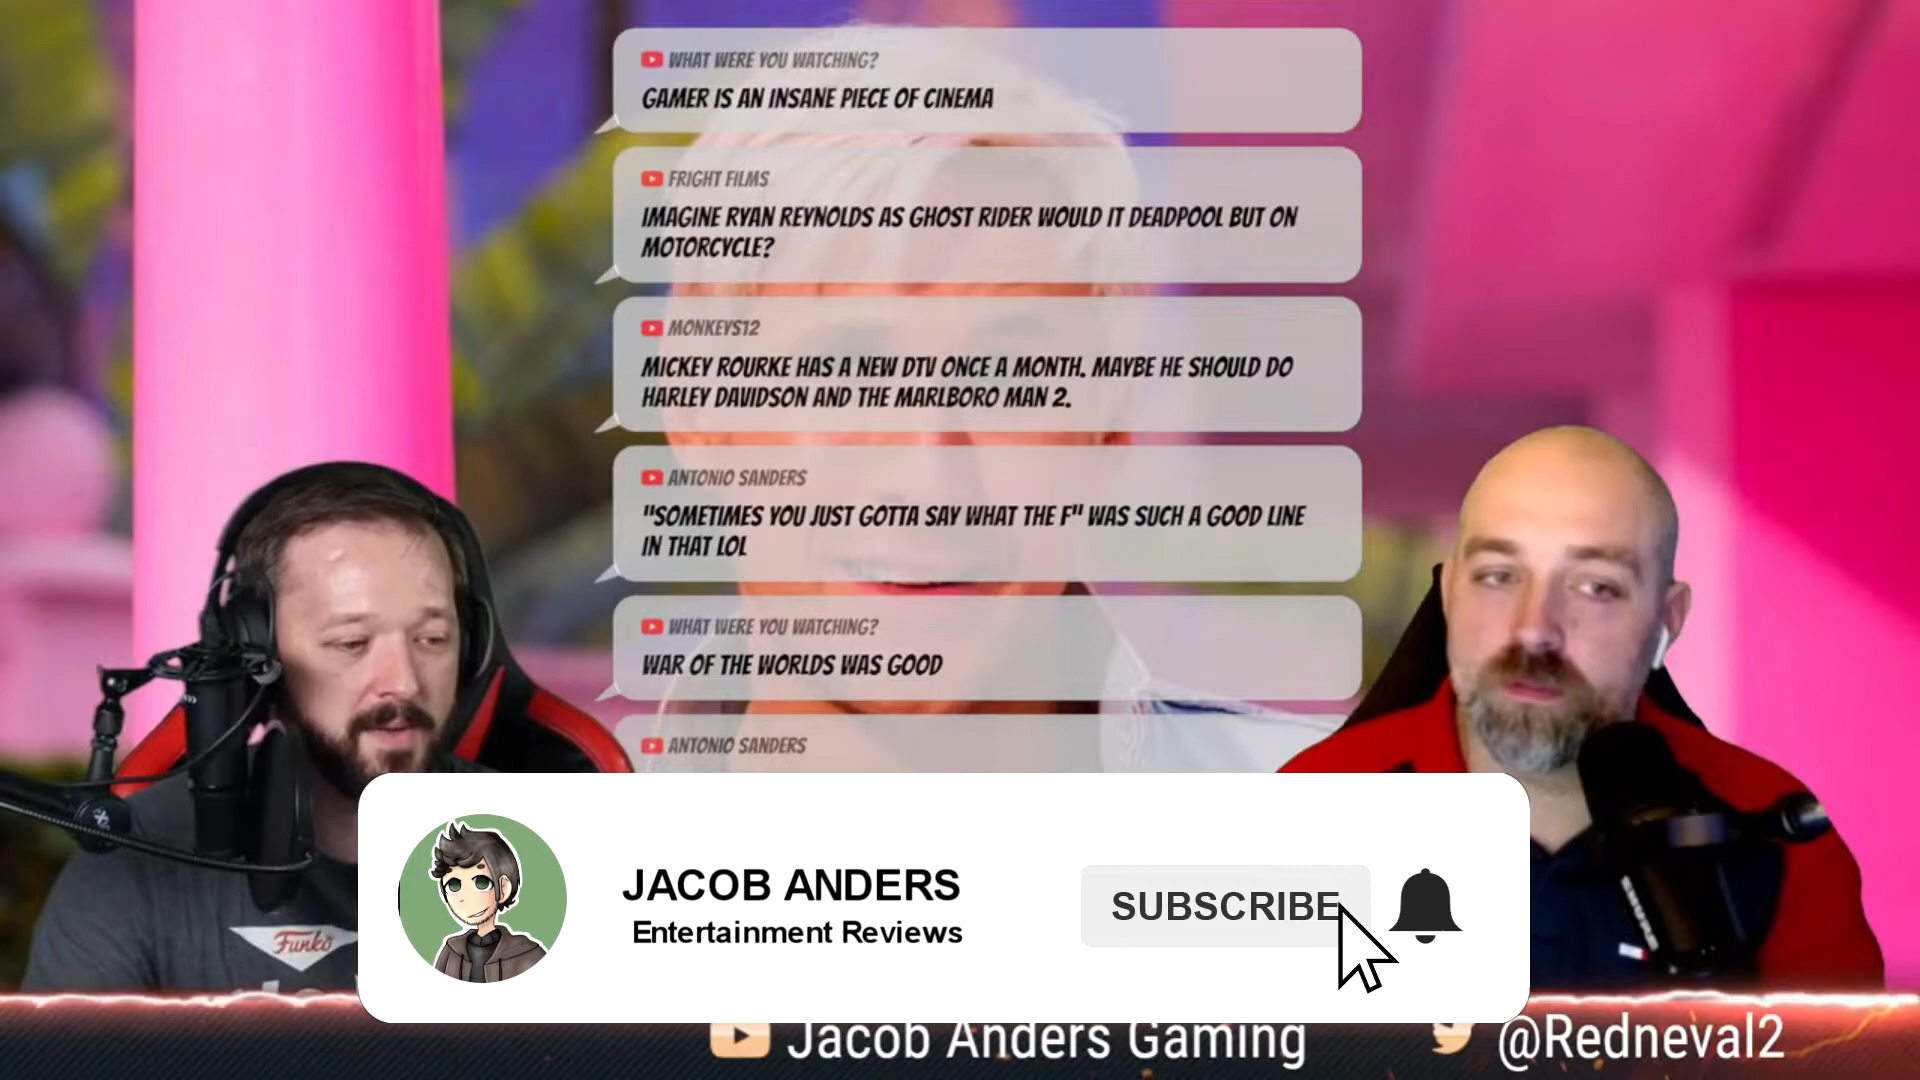 WHAT WERE YOU WATCHING?
GAMER IS AN INSANE PIECE OF CINEMA
FRIGHT FILMS
IMAGINE RYAN REYNOLDS AS GHOST RIDER WOULD IT DEADPOOL BUT ON
MOTORCYCLE?
MONKEYS12
MICKEY ROURKE HAS A NEW DTV ONCE A MONTH. MAYBE HE SHOULD DO
HARLEY DAVIDSON AND THE MARLBORO MAN 2.
ANTONIO SANDERS
"SOMETIMES YOU JUST GOTTA SAY WHAT THE F" WAS SUCH A GOOD LINE
IN THAT LOL
WHAT WERE YOU WATCHING?
WAR OF THE WORLDS WAS GOOD
ANTONIO SANDERS
Funko
JACOB ANDERS
Entertainment Reviews
SUBSCRIBE
SHURE
Jacob Anders Gaming
@Redneval2